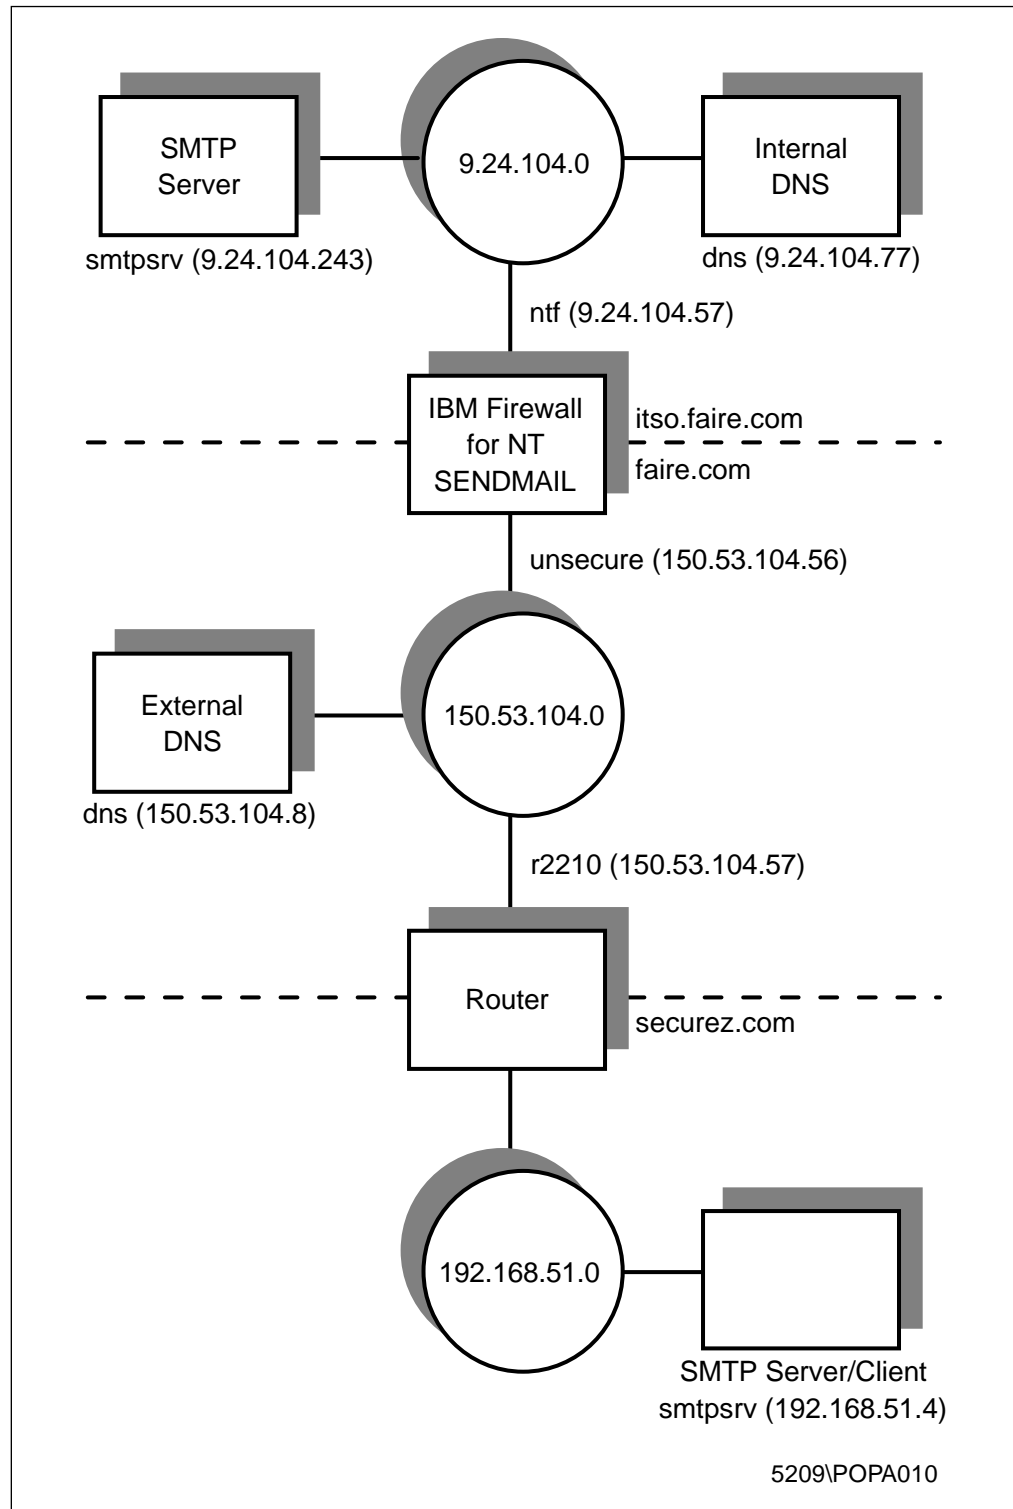 SMTP
Server
smtpsrv (9.24.104.243)
9.24.104.0
Internal
DNS
dns (9.24.104.77)
ntf (9.24.104.57)
IBM Firewall
for NT
SENDMAIL
itso.faire.com
faire.com
unsecure (150.53.104.56)
External
DNS
dns (150.53.104.8)
150.53.104.0
r2210 (150.53.104.57)
Router
securez.com
192.168.51.0
SMTP Server/Client
smtpsrv (192.168.51.4)
5209\POPA010